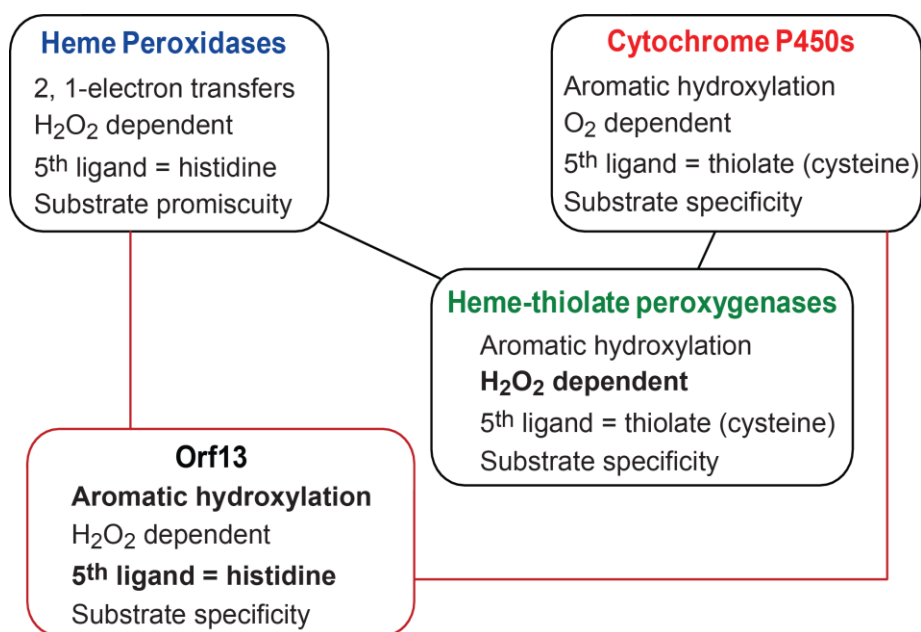 Heme Peroxidases
2, 1-electron transfers
H₂O₂ dependent
5ᵗʰ ligand = histidine
Substrate promiscuity
Cytochrome P450s
Aromatic hydroxylation
O₂ dependent
5ᵗʰ ligand = thiolate (cysteine)
Substrate specificity
Heme-thiolate peroxygenases
Aromatic hydroxylation
H₂O₂ dependent
5ᵗʰ ligand = thiolate (cysteine)
Substrate specificity
Orf13
Aromatic hydroxylation
H₂O₂ dependent
5ᵗʰ ligand = histidine
Substrate specificity